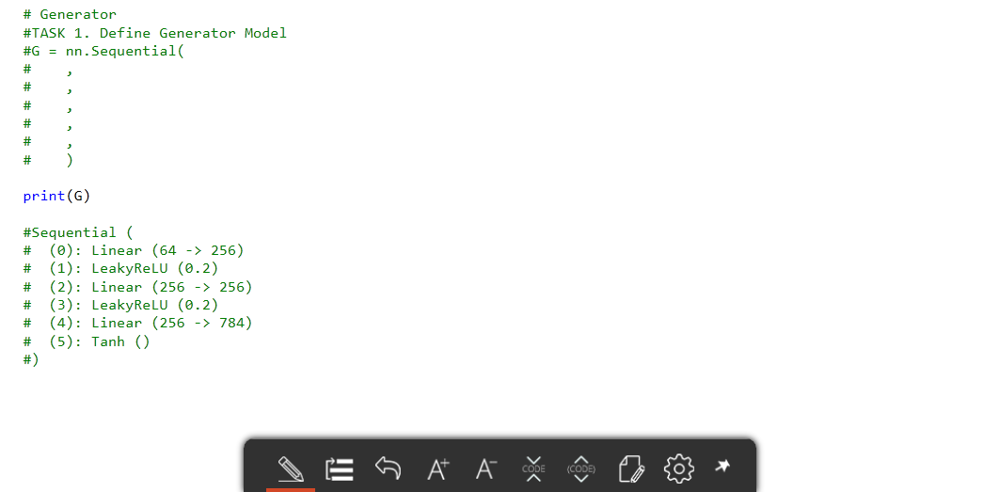 # Generator
#TASK 1. Define Generator Model
#G = nn.Sequential(
#    ,
#    ,
#    ,
#    ,
#    ,
#    )
print(G)
#Sequential (
#  (0): Linear (64 -> 256)
#  (1): LeakyReLU (0.2)
#  (2): Linear (256 -> 256)
#  (3): LeakyReLU (0.2)
#  (4): Linear (256 -> 784)
#  (5): Tanh ()
#)
A+ A- CODE (CODE)